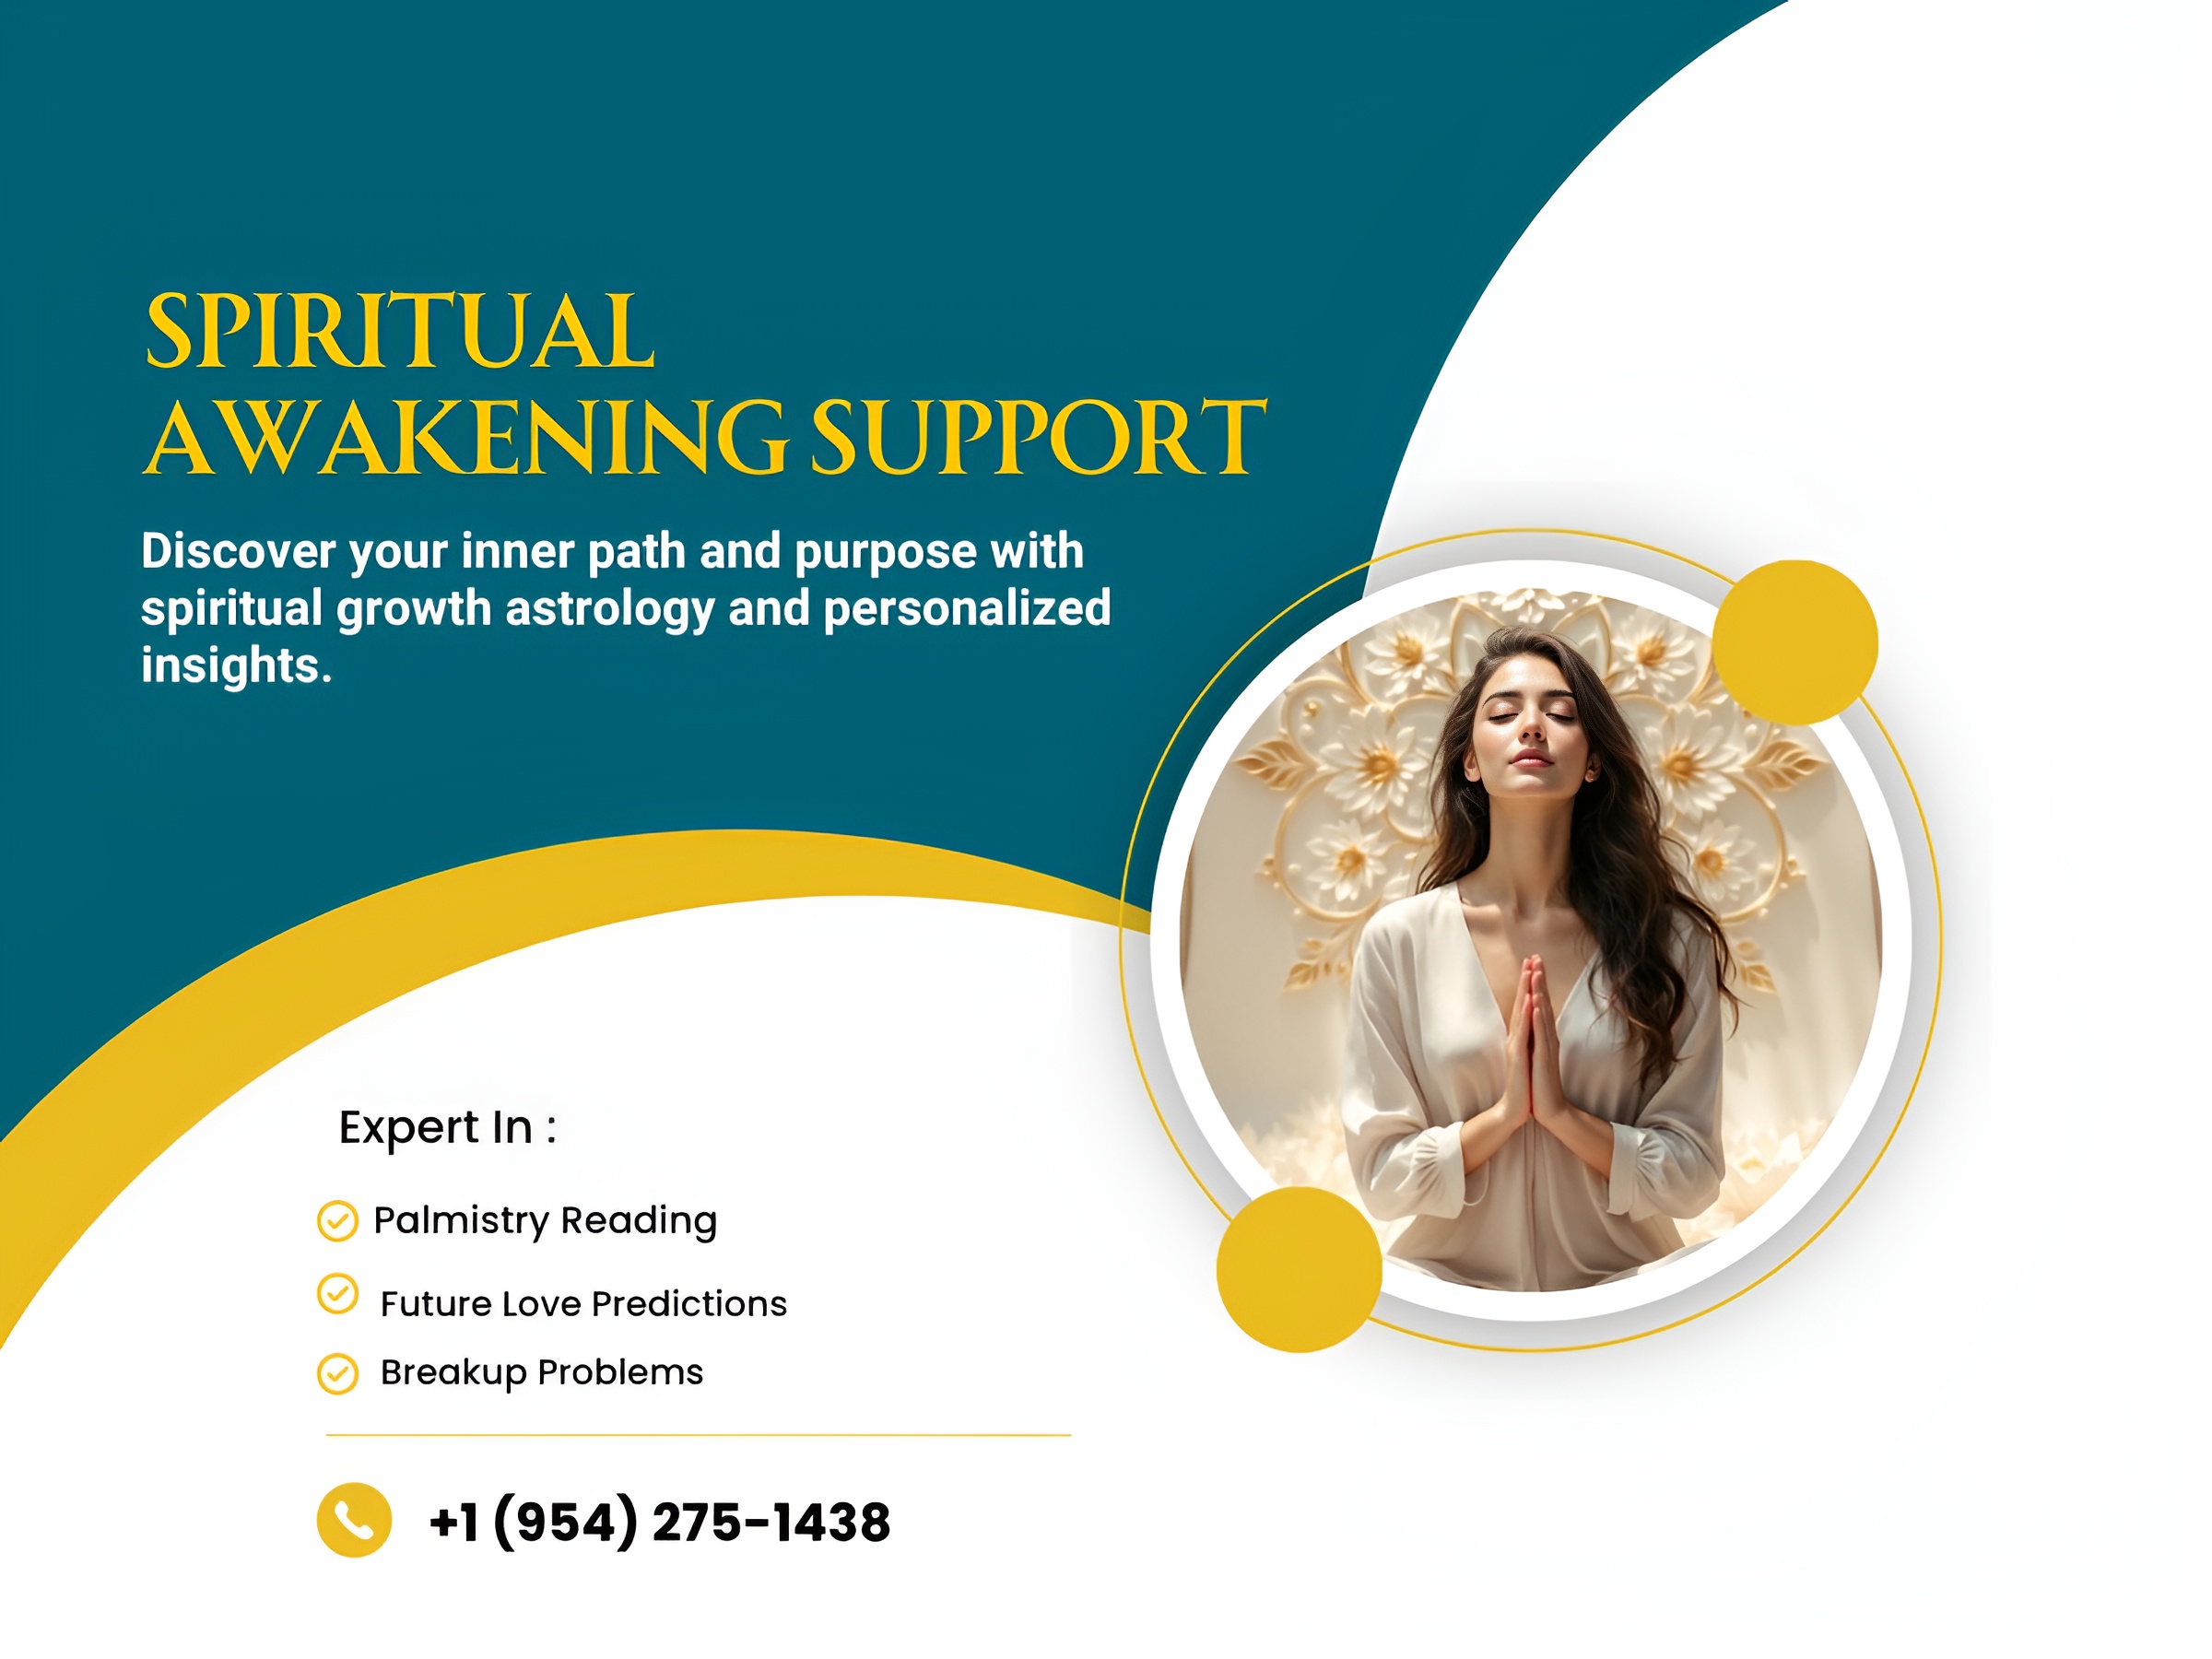 SPIRITUAL
AWAKENING SUPPORT
Discover your inner path and purpose with
spiritual growth astrology and personalized
insights.
Expert In :
Palmistry Reading
Future Love Predictions
Breakup Problems
+1 (954) 275-1438